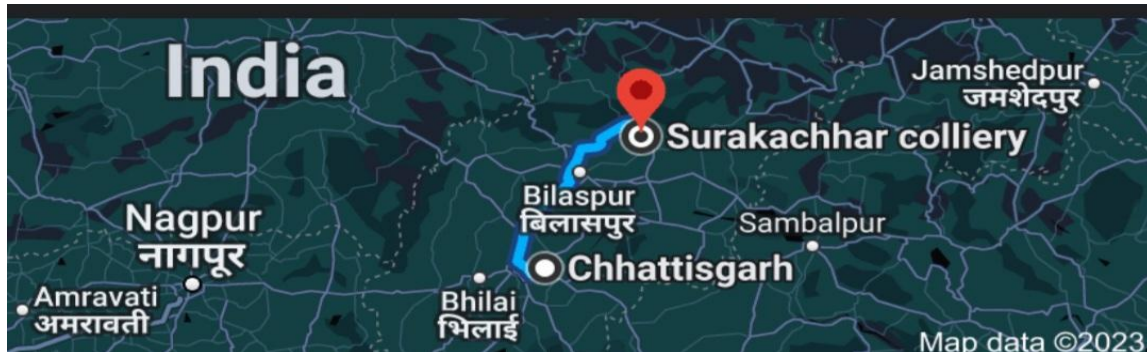 India
Jamshedpur
जमशेदपुर
Surakachhar colliery
Bilaspur
बिलासपुर
Nagpur
नागपूर
Sambalpur
Chhattisgarh
Amravati
अमरावती
Bhilai
भिलाई
Map data ©2023